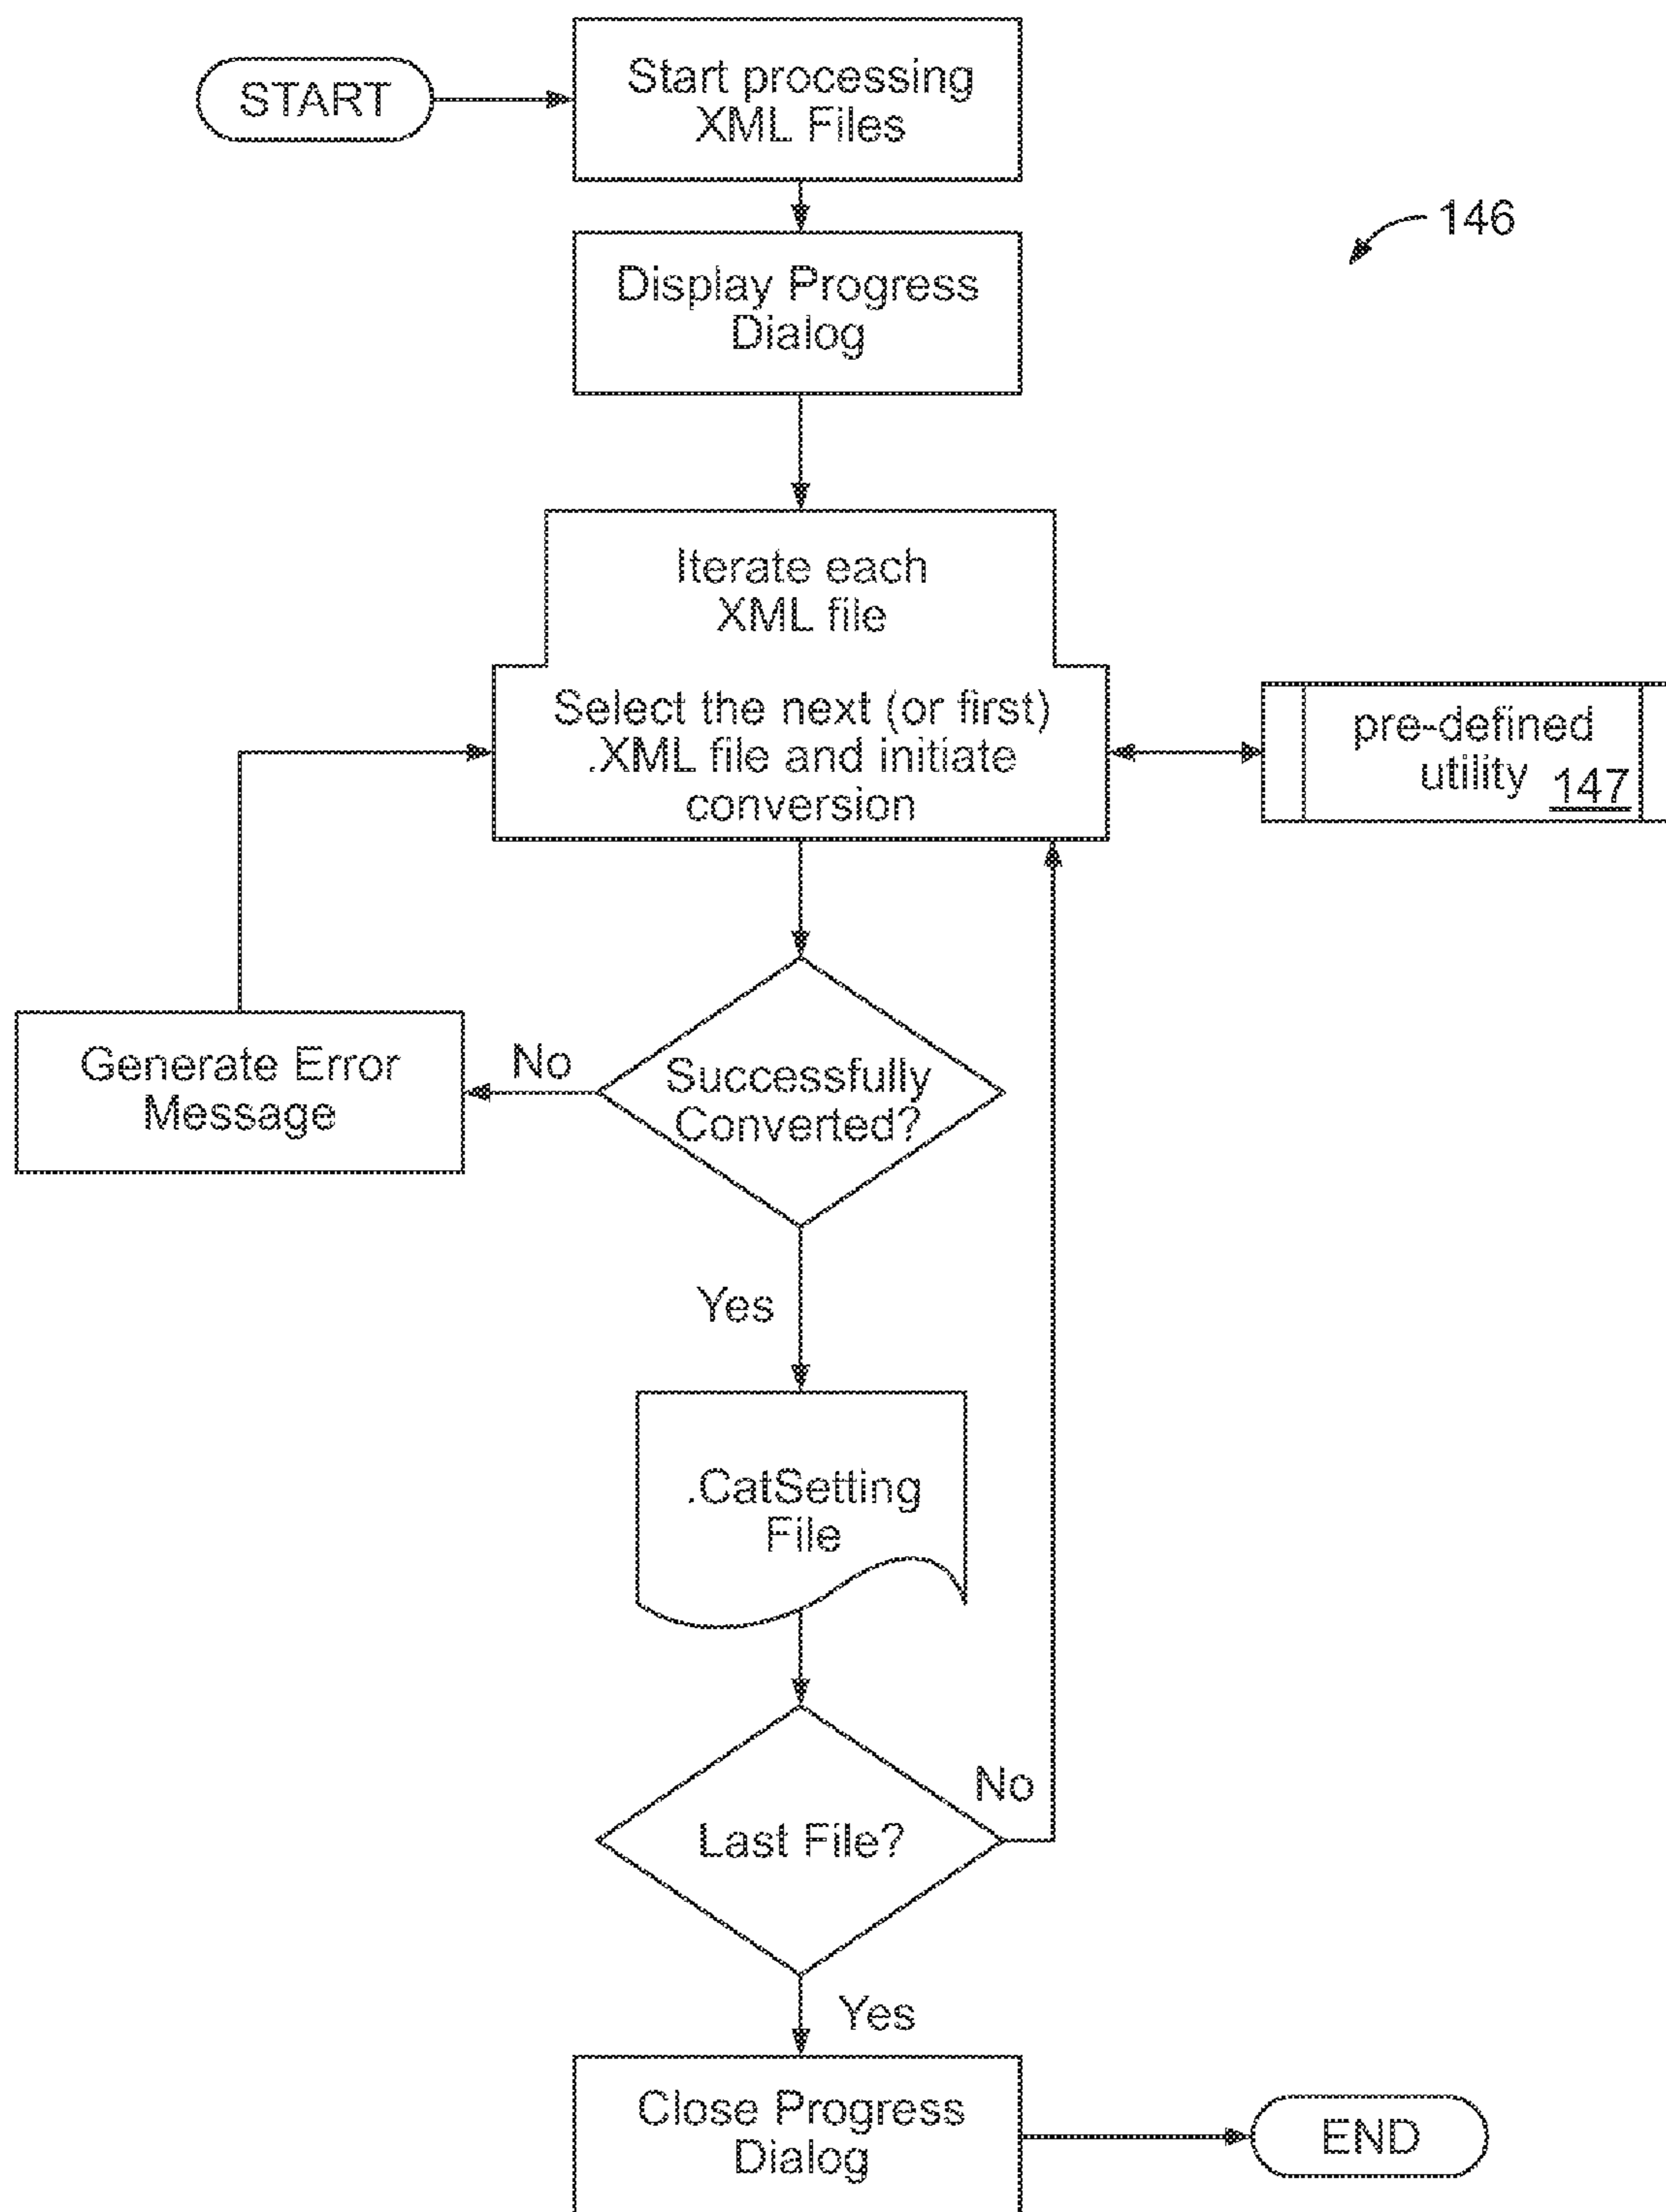 START
Start processing
XML Files
146
Display Progress
Dialog
Iterate each
XML file
Select the next (or first)
.XML file and initiate
conversion
pre-defined
utility 147
Generate Error
Message
No
Successfully
Converted?
Yes
.CatSetting
File
No
Last File?
Yes
Close Progress
Dialog
END